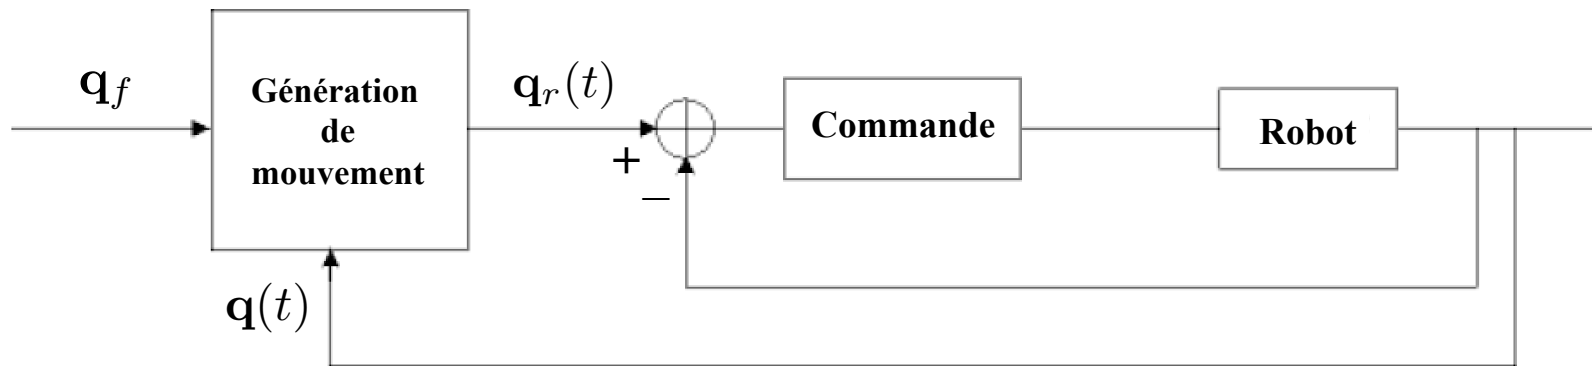 q_f
Génération
de
mouvement
q_r(t)
+
−
Commande
Robot
q(t)